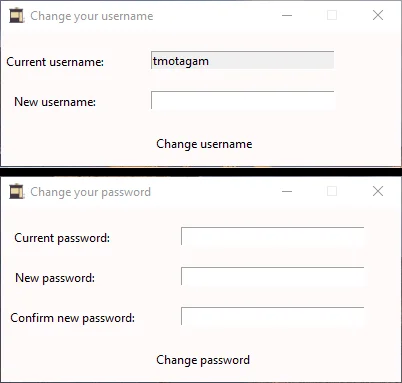 Change your username
Current username: tmotagam
New username:
Change username
Change your password
Current password:
New password:
Confirm new password:
Change password